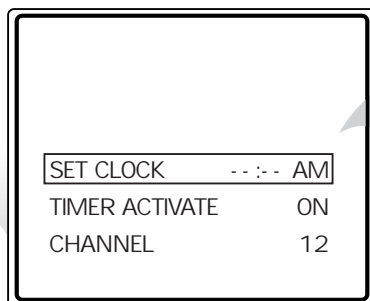 SET CLOCK - - :- - AM
TIMER ACTIVATE ON
CHANNEL 12